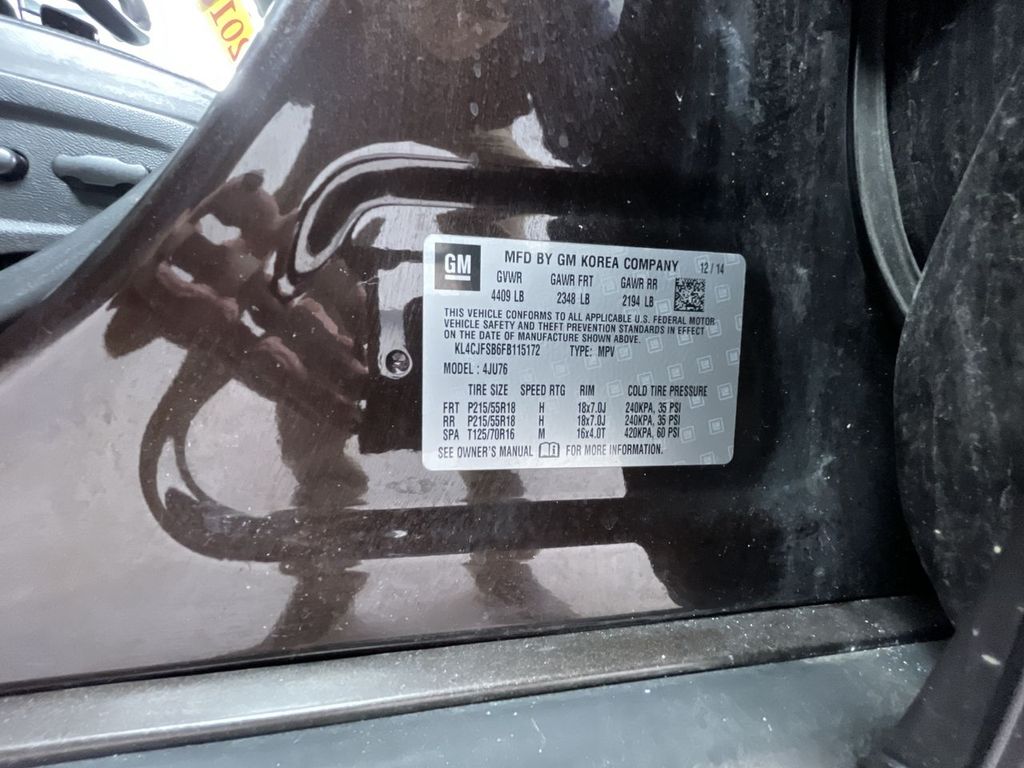 201
GM
MFD BY GM KOREA COMPANY 12/14
GVWR GAWR FRT GAWR RR
4409 LB 2348 LB 2194 LB
THIS VEHICLE CONFORMS TO ALL APPLICABLE U.S. FEDERAL MOTOR
VEHICLE SAFETY AND THEFT PREVENTION STANDARDS IN EFFECT
ON THE DATE OF MANUFACTURE SHOWN ABOVE.
KL4CJFSB6FB115172 TYPE: MPV
MODEL : 4JU76
TIRE SIZE SPEED RTG RIM COLD TIRE PRESSURE
FRT P215/55R18 H 18x7.0J 240KPA, 35 PSI
RR P215/55R18 H 18x7.0J 240KPA, 35 PSI
SPA T125/70R16 M 16x4.0T 420KPA, 60 PSI
SEE OWNER'S MANUAL FOR MORE INFORMATION.